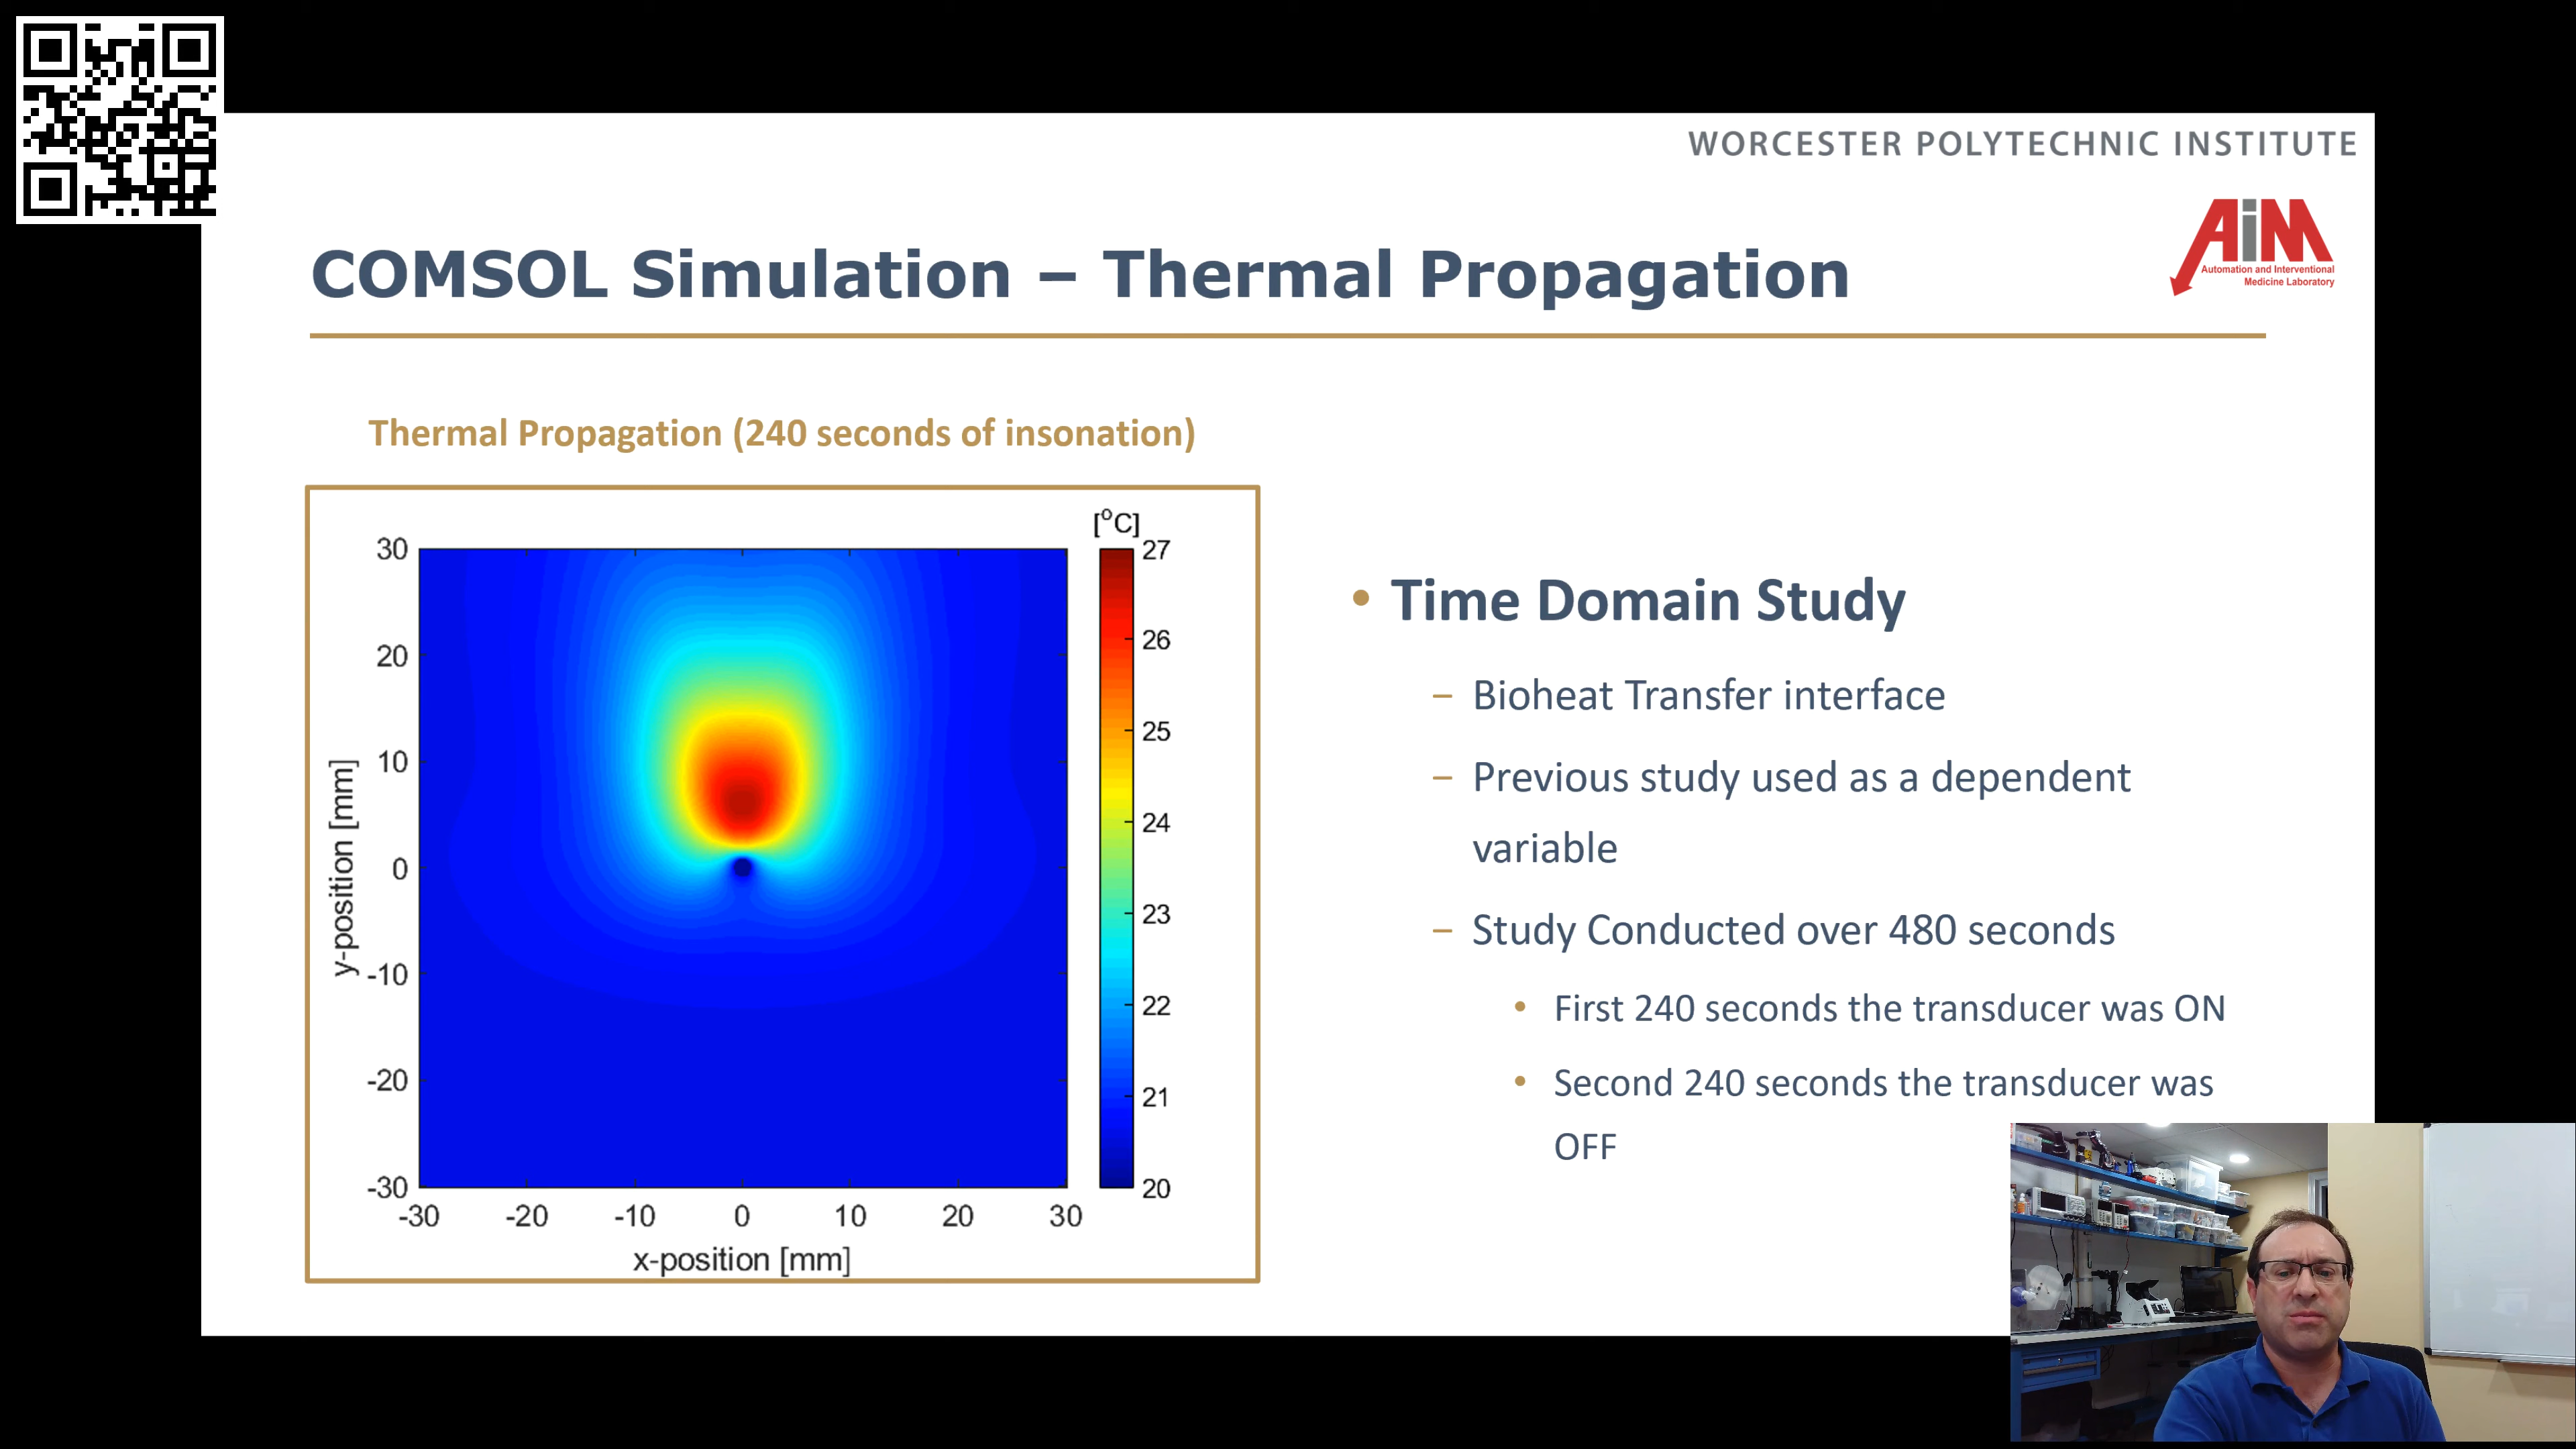 WORCESTER POLYTECHNIC INSTITUTE
AiM
Automation and Interventional
Medicine Laboratory
COMSOL Simulation – Thermal Propagation
Thermal Propagation (240 seconds of insonation)
[°C]
30
20
10
0
-10
-20
-30
y-position [mm]
-30 -20 -10 0 10 20 30
x-position [mm]
27
26
25
24
23
22
21
20
• Time Domain Study
– Bioheat Transfer interface
– Previous study used as a dependent
variable
– Study Conducted over 480 seconds
• First 240 seconds the transducer was ON
• Second 240 seconds the transducer was
OFF